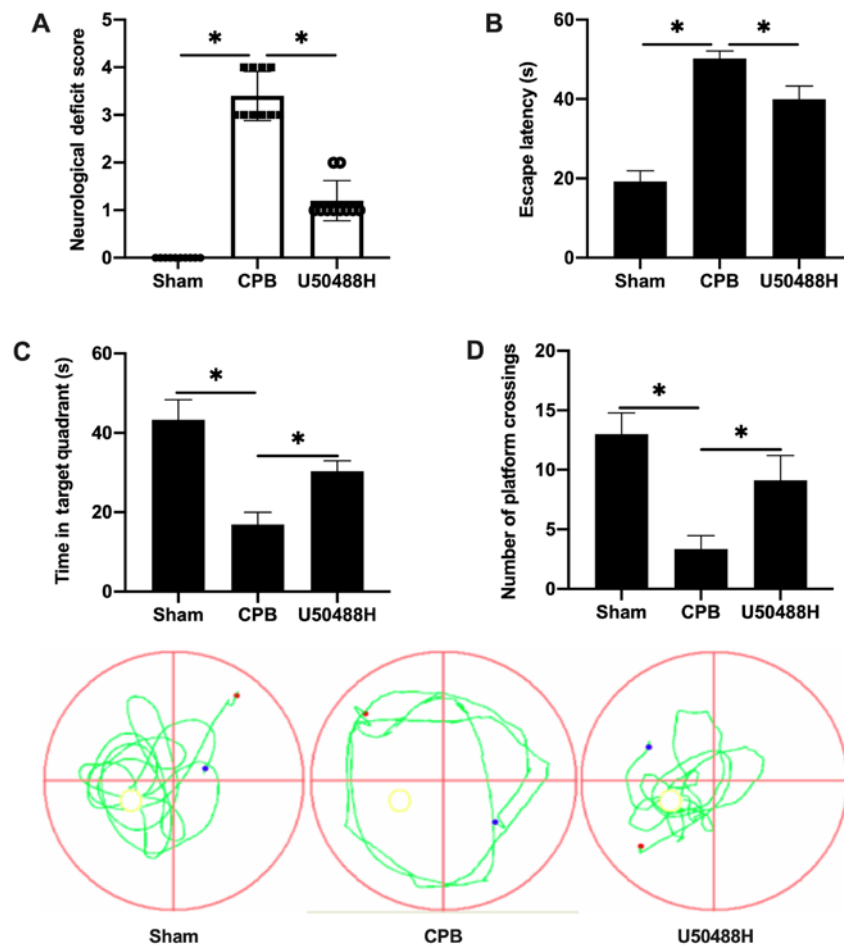 A
Neurological deficit score
5
4
3
2
1
0
* *
Sham CPB U50488H
B
Escape latency (s)
60
40
20
0
* *
Sham CPB U50488H
C
Time in target quadrant (s)
60
40
20
0
*
*
Sham CPB U50488H
D
Number of platform crossings
20
15
10
5
0
*
*
Sham CPB U50488H
Sham CPB U50488H